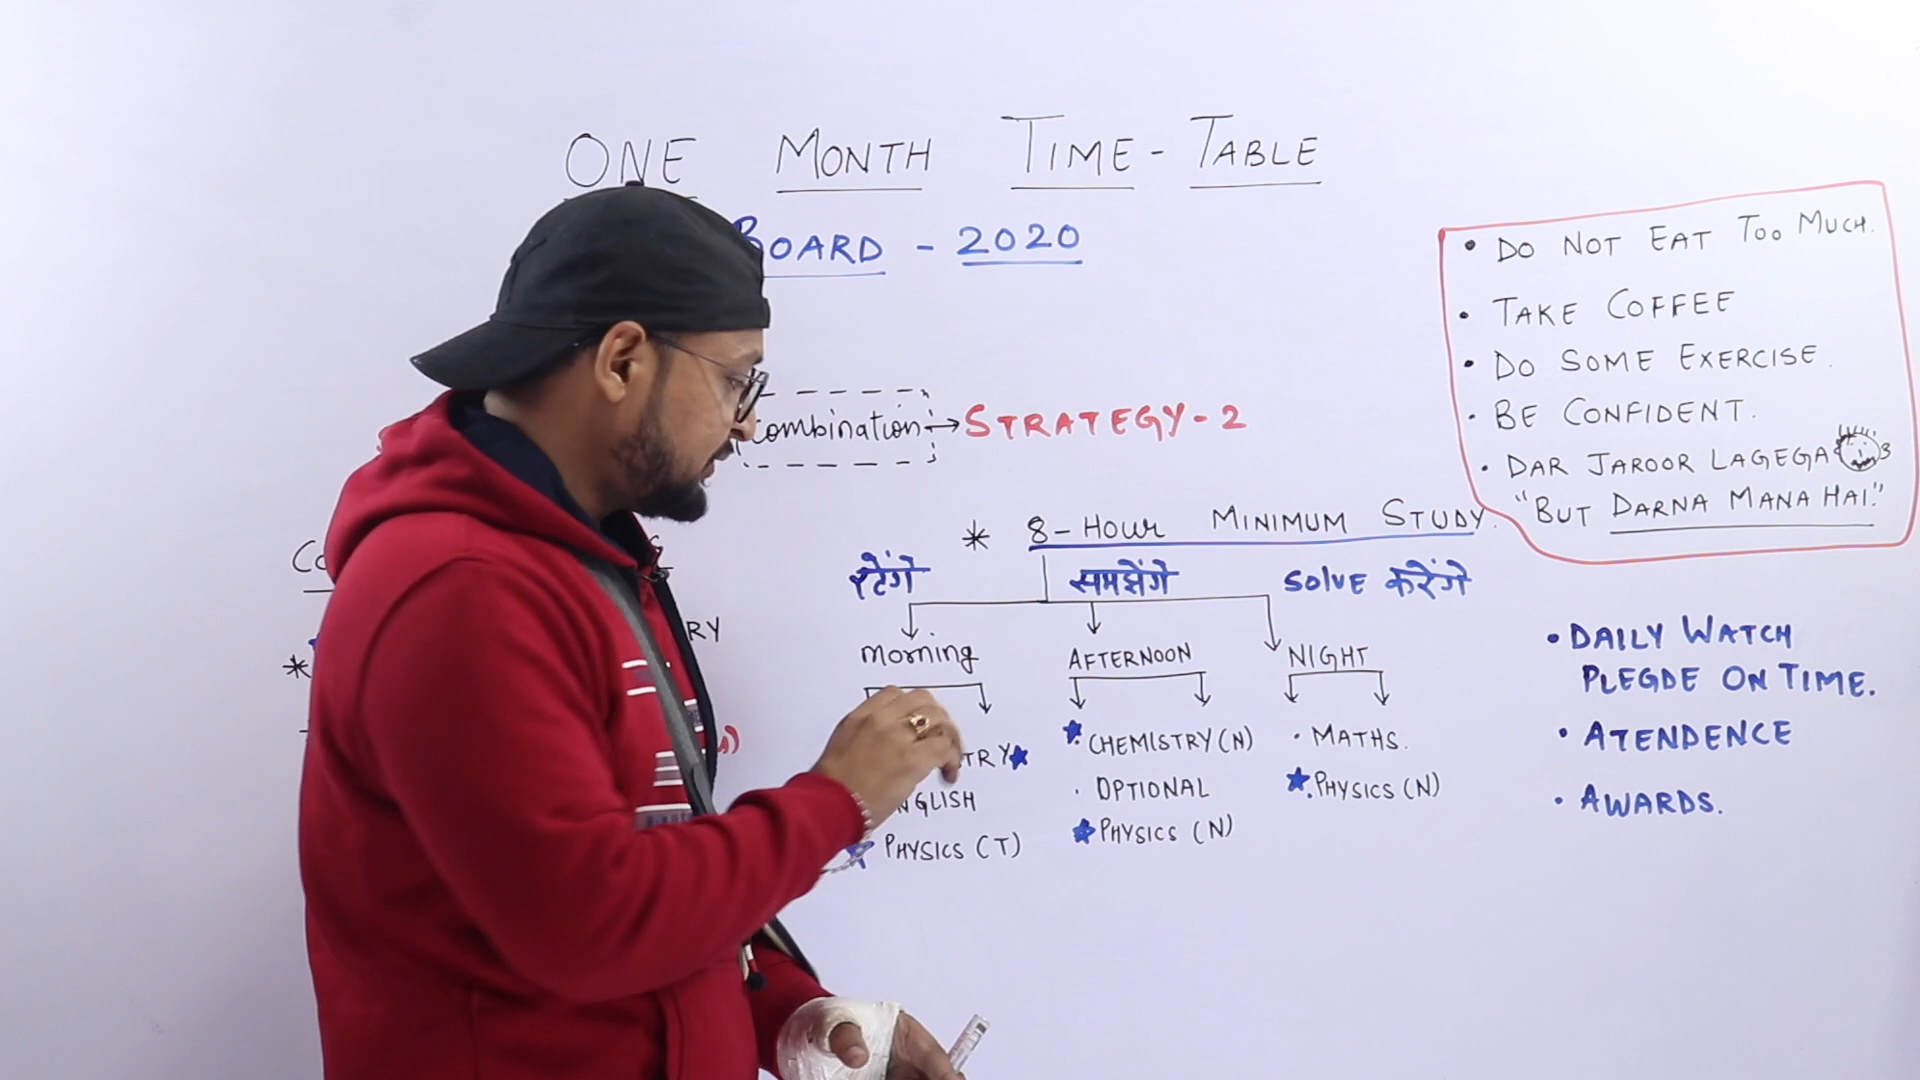 ONE MONTH TIME-TABLE
BOARD - 2020
Combination → STRATEGY-2
* 8-HOUR MINIMUM STUDY.
रटेंगे समझेंगे SOLVE करेंगे
Morning AFTERNOON NIGHT
CHEMISTRY (N)
OPTIONAL
PHYSICS (N)
• MATHS.
PHYSICS (N)
PHYSICS (T)
*
• DO NOT EAT TOO MUCH.
• TAKE COFFEE
• DO SOME EXERCISE.
• BE CONFIDENT.
• DAR JAROOR LAGEGA
"BUT DARNA MANA HAI."
• DAILY WATCH
PLEGDE ON TIME.
• ATENDENCE
• AWARDS.